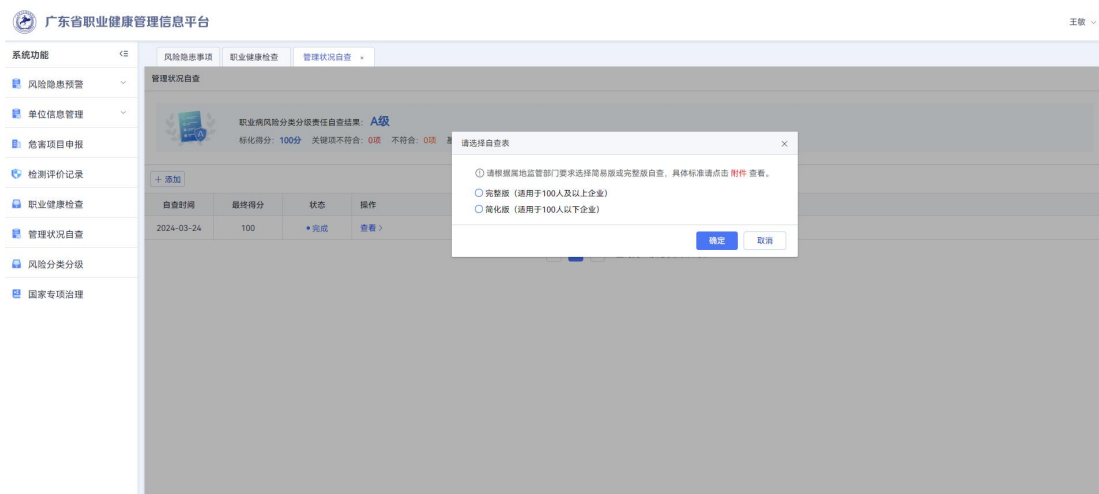 广东省职业健康管理信息平台
王敏
系统功能
风险隐患事项 职业健康检查 管理状况自查
风险隐患预警
单位信息管理
危害项目申报
检测评价记录
职业健康检查
管理状况自查
风险分类分级
国家专项治理
管理状况自查
职业病风险分类分级责任自查结果: A级
标化得分: 100分 关键项不符合: 0项 不符合: 0项
+ 添加
自查时间 最终得分 状态 操作
2024-03-24 100 完成 查看 >
请选择自查表 ×
请根据属地监管部门要求选择简易版或完整版自查，具体标准请点击 附件 查看。
完整版（适用于100人及以上企业）
简化版（适用于100人以下企业）
确定 取消